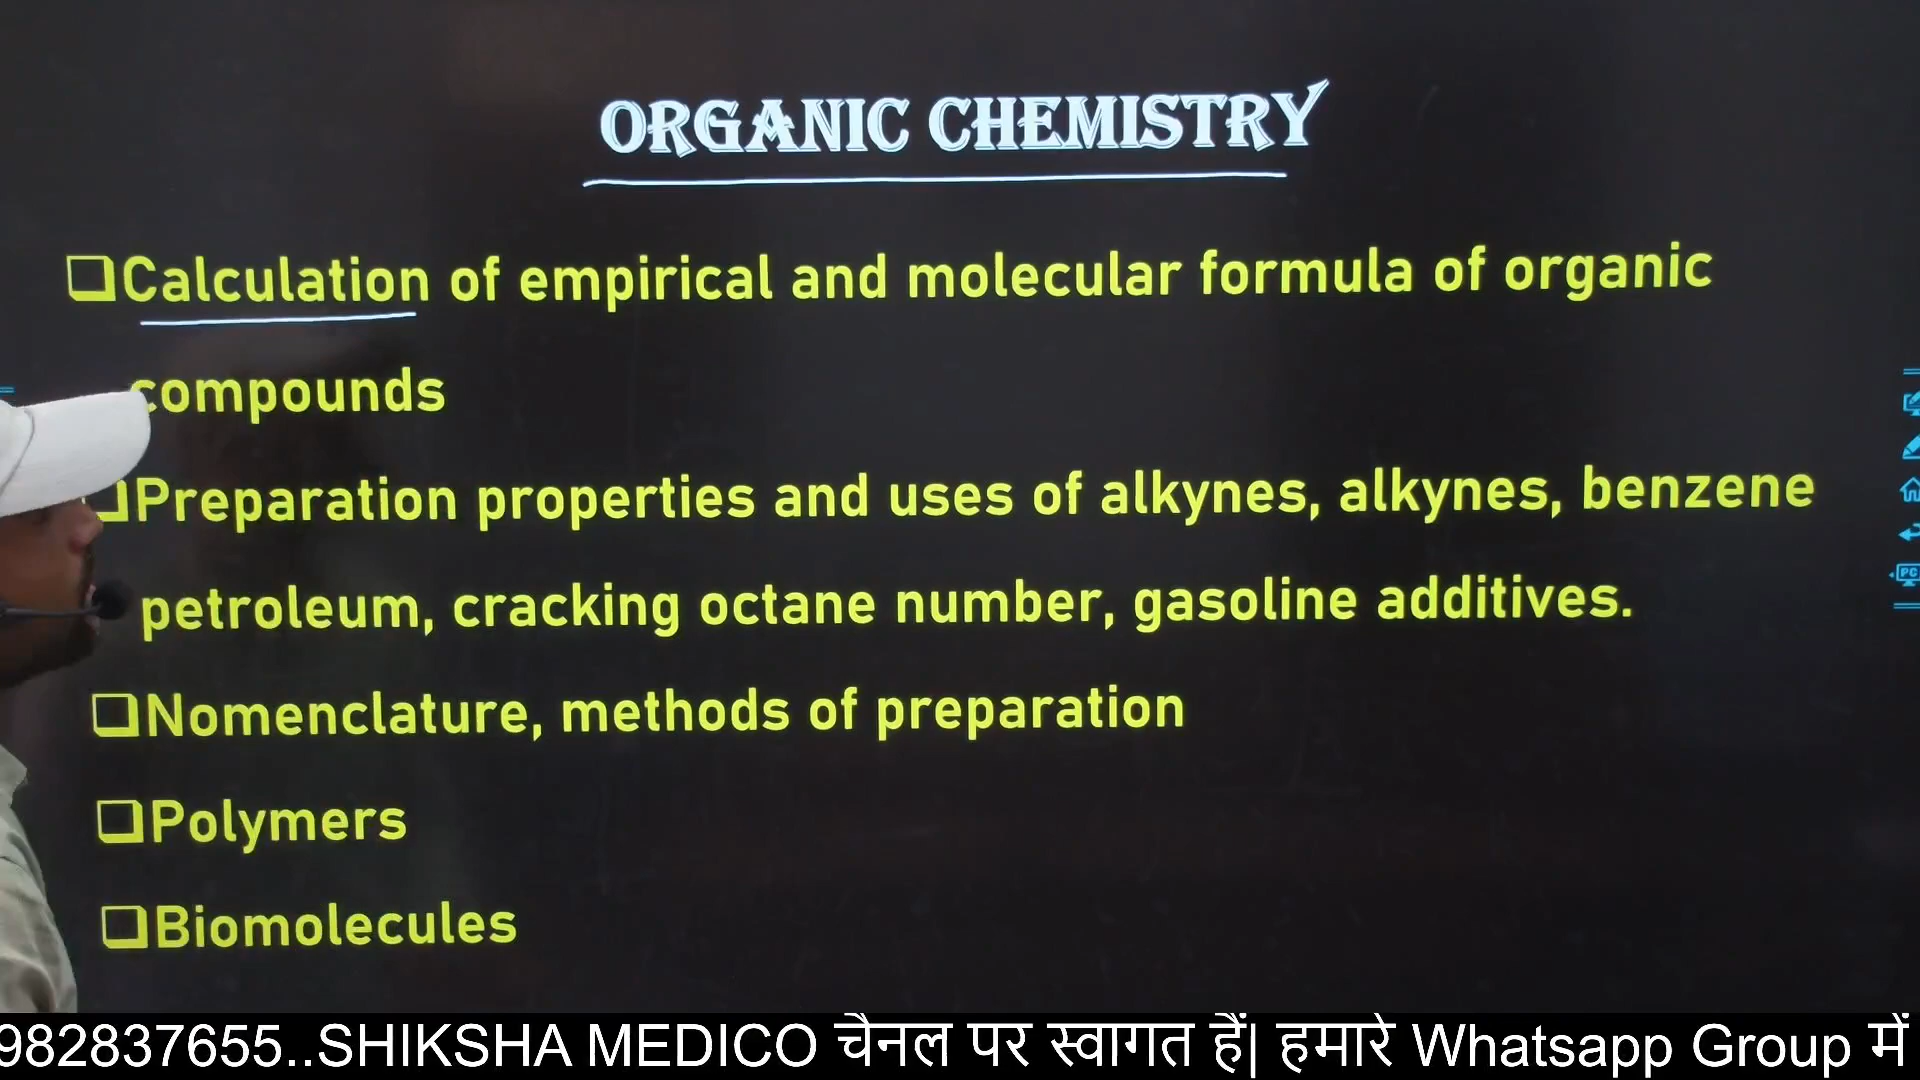 ORGANIC CHEMISTRY
Calculation of empirical and molecular formula of organic
compounds
Preparation properties and uses of alkynes, alkynes, benzene
petroleum, cracking octane number, gasoline additives.
Nomenclature, methods of preparation
Polymers
Biomolecules
PC
982837655..SHIKSHA MEDICO चैनल पर स्वागत हैं| हमारे Whatsapp Group में